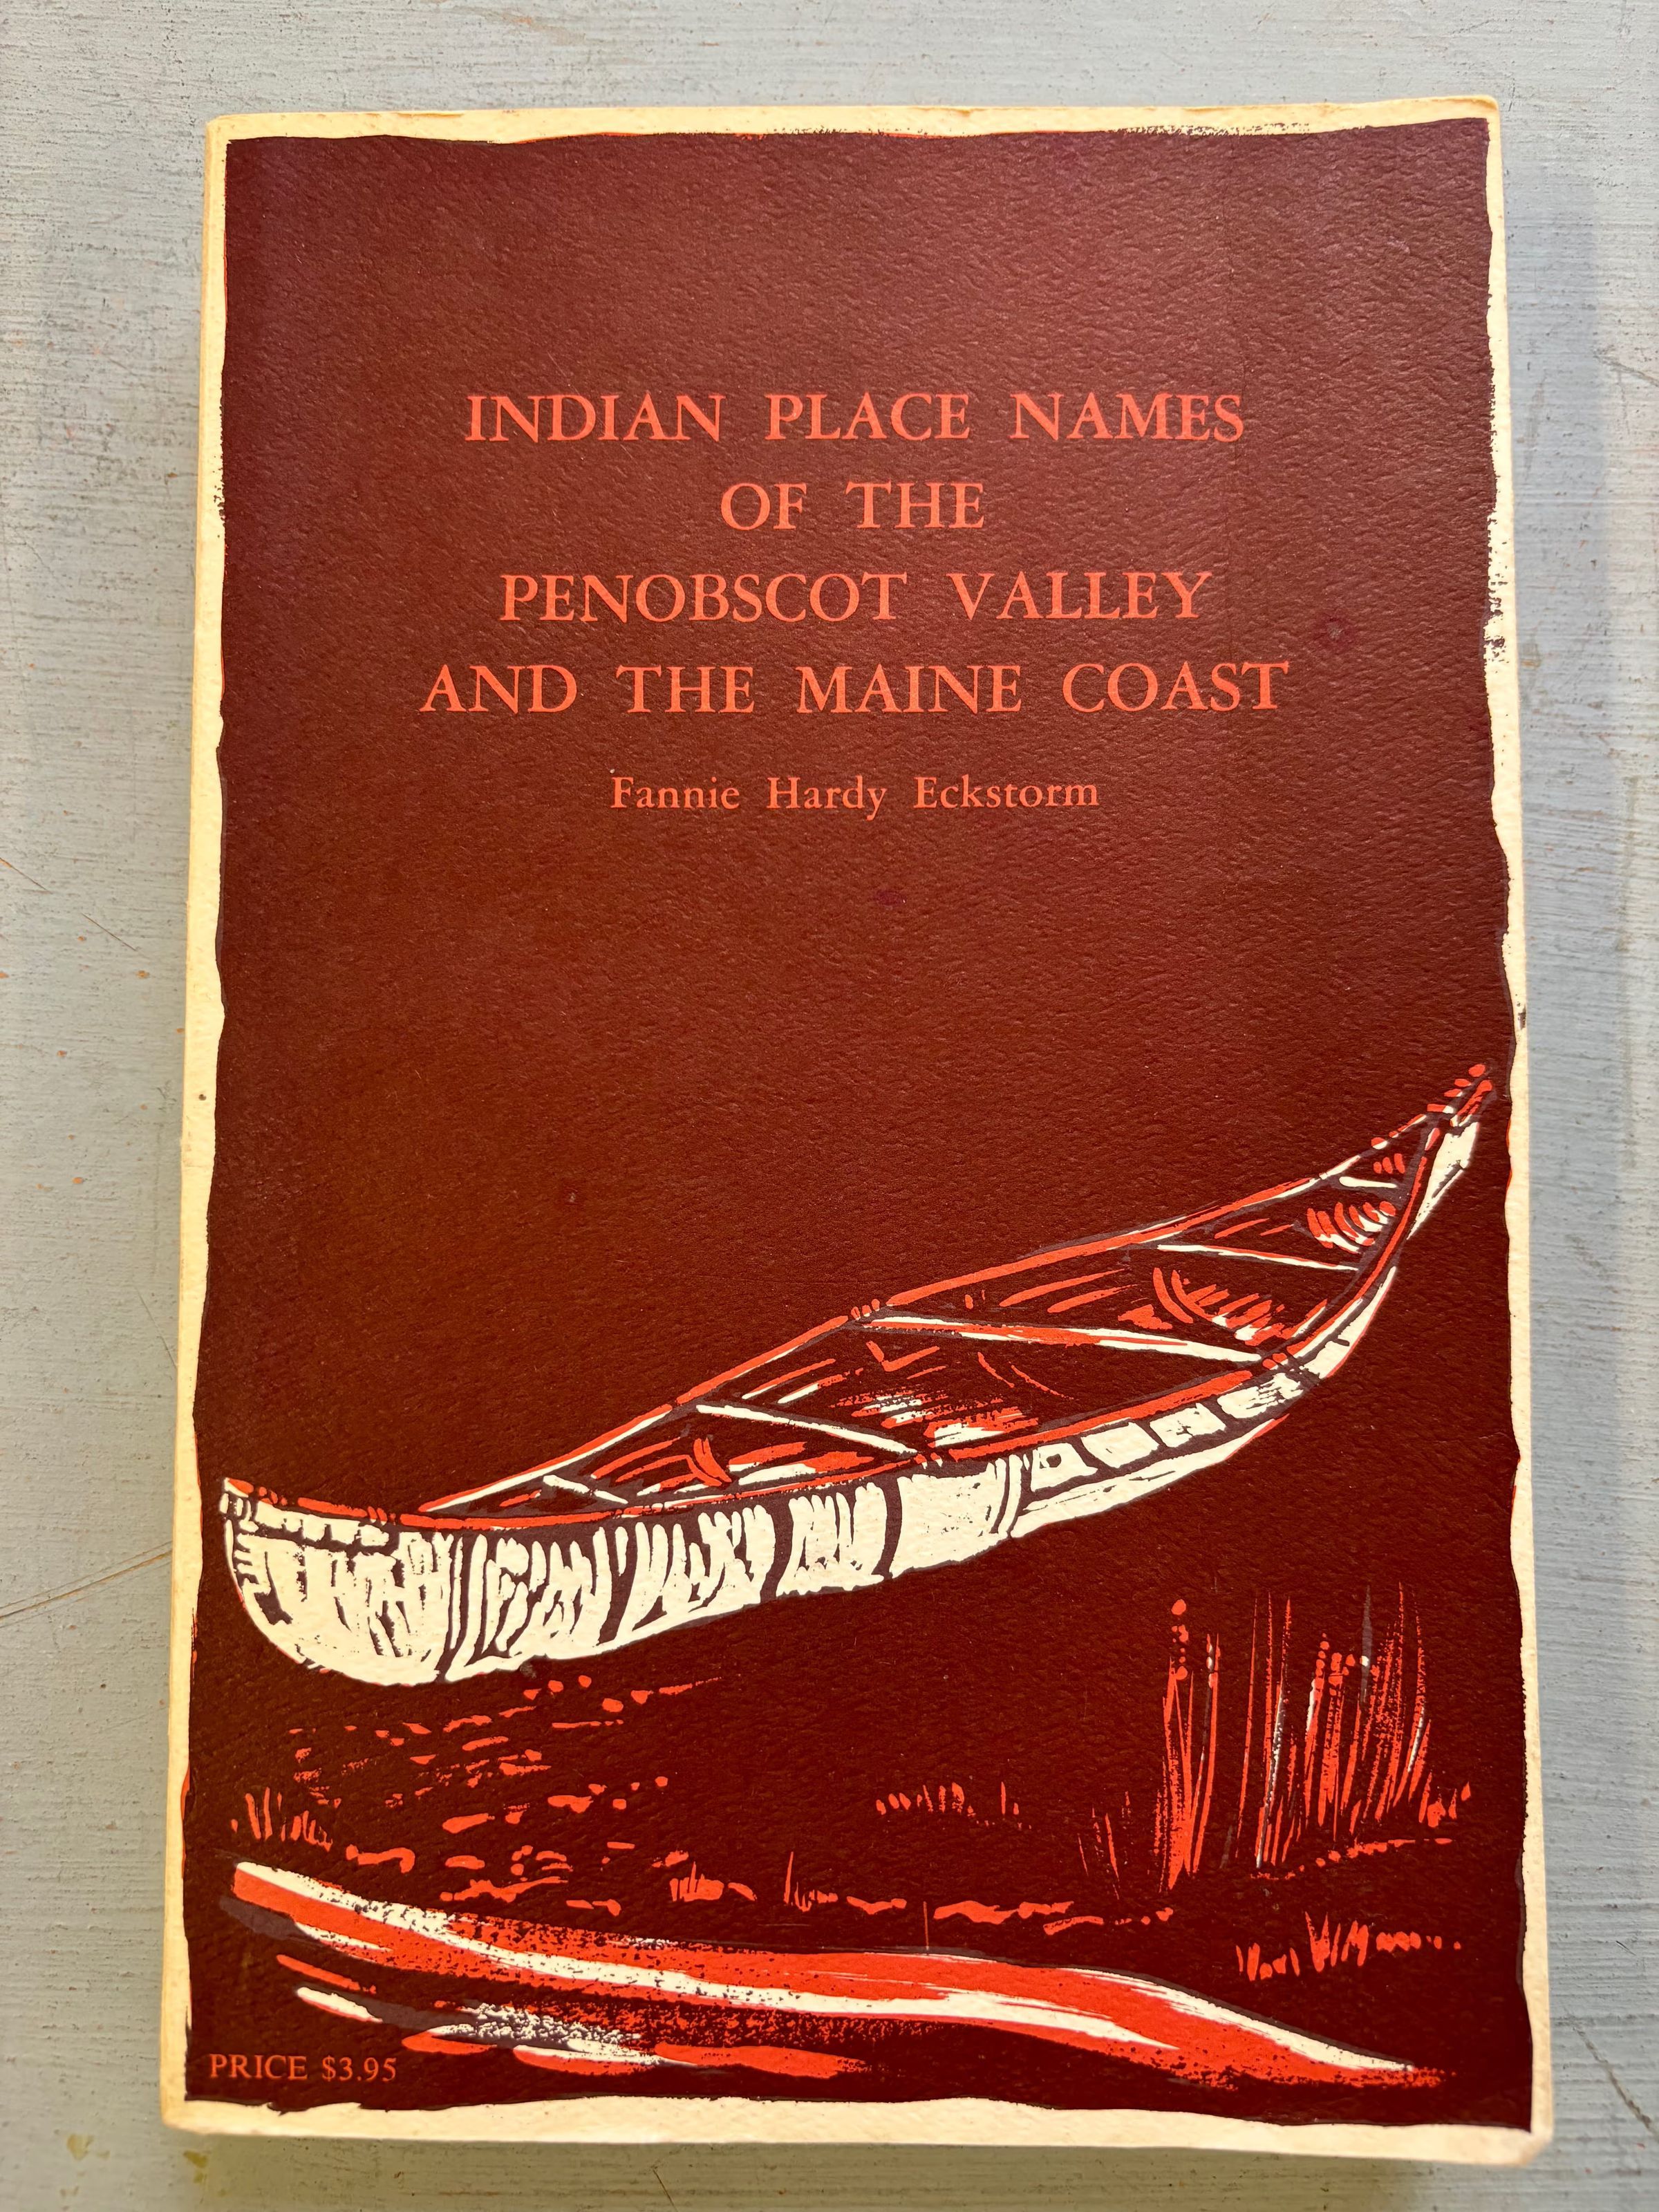 INDIAN PLACE NAMES
OF THE
PENOBSCOT VALLEY
AND THE MAINE COAST
Fannie Hardy Eckstorm
PRICE $3.95